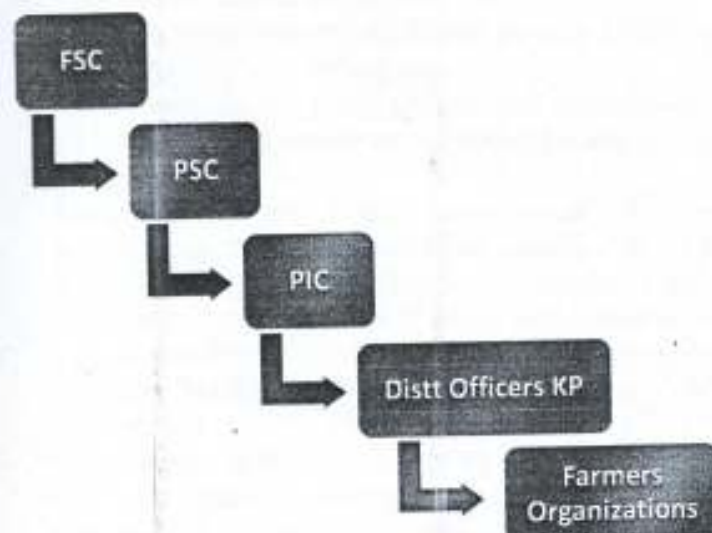 FSC
PSC
PIC
Distt Officers KP
Farmers
Organizations